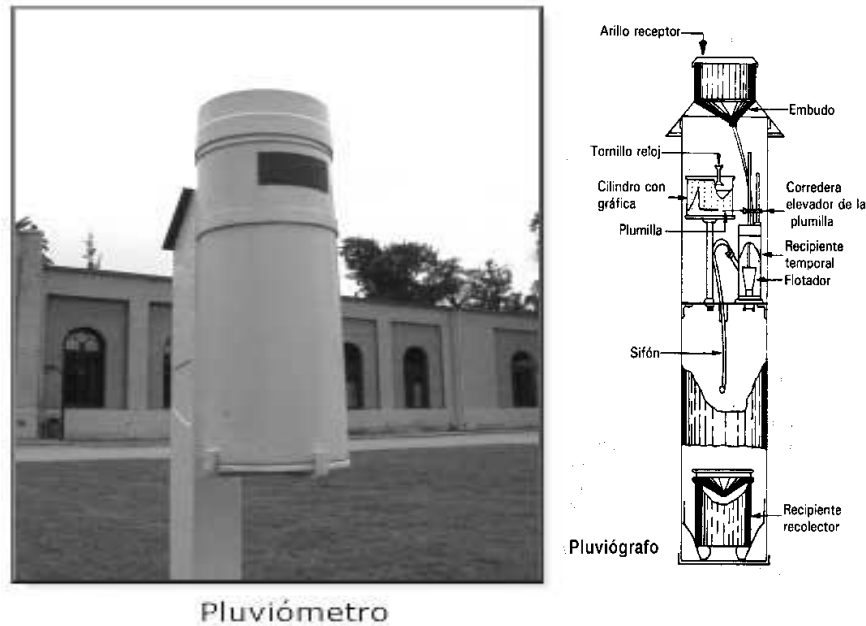 Arillo receptor
Embudo
Tornillo reloj
Cilindro con
gráfica
Corredera
elevador de la
plumilla
Plumilla
Recipiente
temporal
Flotador
Sifón
Recipiente
recolector
Pluviógrafo
Pluviómetro